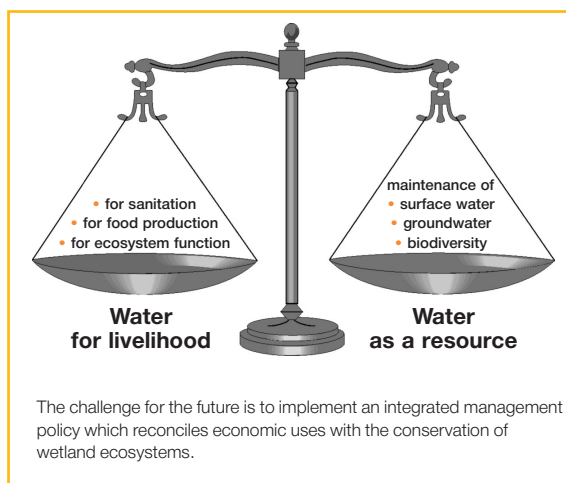 • for sanitation
• for food production
• for ecosystem function
maintenance of
• surface water
• groundwater
• biodiversity
Water
for livelihood
Water
as a resource
The challenge for the future is to implement an integrated management
policy which reconciles economic uses with the conservation of
wetland ecosystems.